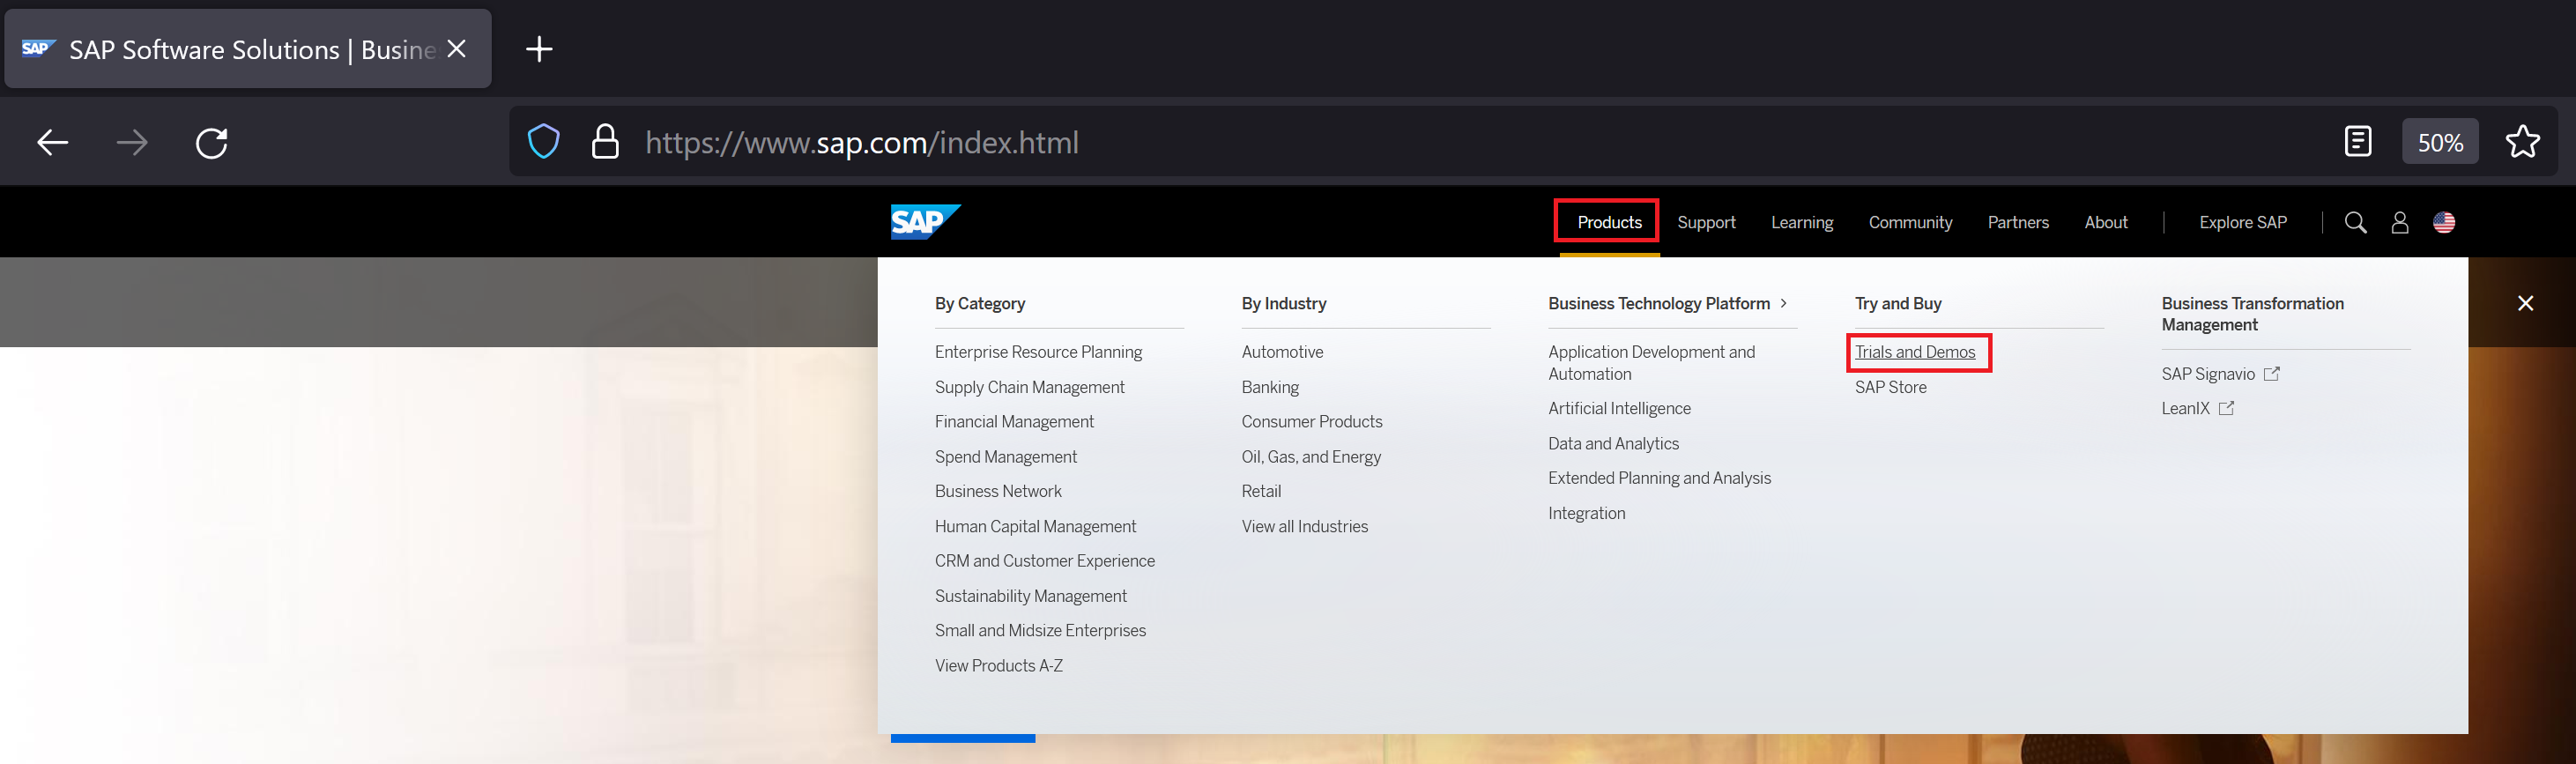 SAP SAP Software Solutions | Busine
https://www.sap.com/index.html
50%
SAP
Products Support Learning Community Partners About | Explore SAP |
By Category
Enterprise Resource Planning
Supply Chain Management
Financial Management
Spend Management
Business Network
Human Capital Management
CRM and Customer Experience
Sustainability Management
Small and Midsize Enterprises
View Products A-Z
By Industry
Automotive
Banking
Consumer Products
Oil, Gas, and Energy
Retail
View all Industries
Business Technology Platform >
Application Development and
Automation
Artificial Intelligence
Data and Analytics
Extended Planning and Analysis
Integration
Try and Buy
Trials and Demos
SAP Store
Business Transformation
Management
SAP Signavio
LeanIX